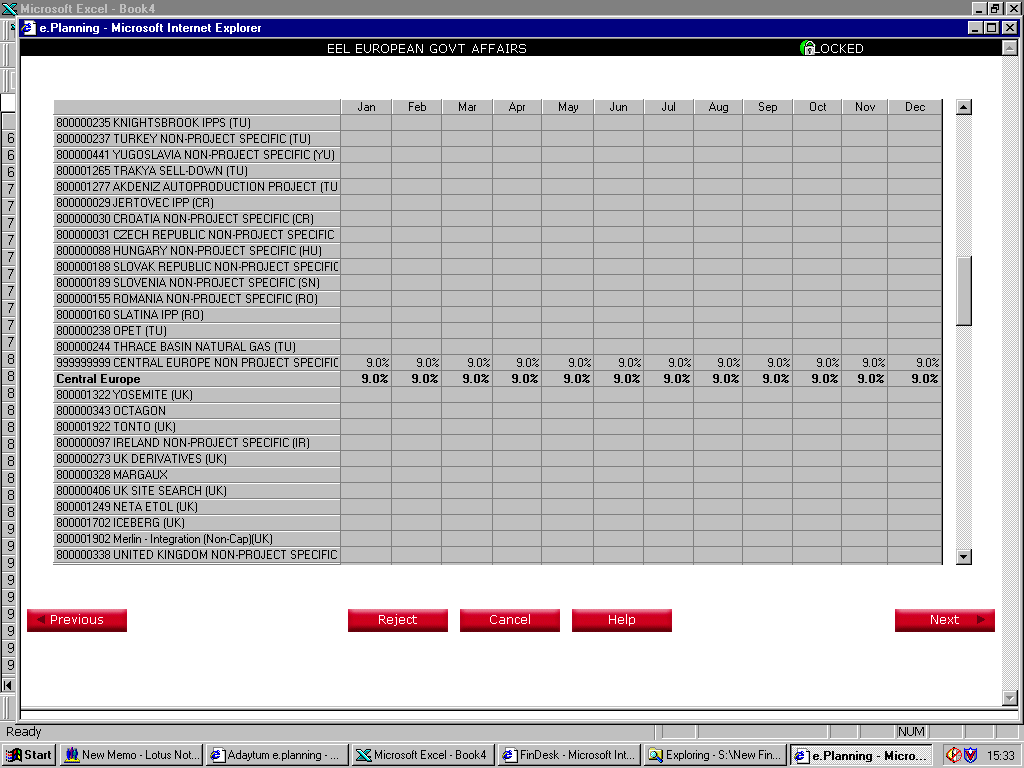 Microsoft Excel - Book4
e.Planning - Microsoft Internet Explorer
EEL EUROPEAN GOVT AFFAIRS LOCKED
Jan Feb Mar Apr May Jun Jul Aug Sep Oct Nov Dec
800000235 KNIGHTSBROOK IPPS (TU)
800000237 TURKEY NON-PROJECT SPECIFIC (TU)
800000441 YUGOSLAVIA NON-PROJECT SPECIFIC (YU)
800001265 TRAKYA SELL-DOWN (TU)
800001277 AKDENIZ AUTOPRODUCTION PROJECT (TU
800000029 JERTOVEC IPP (CR)
800000030 CROATIA NON-PROJECT SPECIFIC (CR)
800000031 CZECH REPUBLIC NON-PROJECT SPECIFIC
800000088 HUNGARY NON-PROJECT SPECIFIC (HU)
800000188 SLOVAK REPUBLIC NON-PROJECT SPECIFIC
800000189 SLOVENIA NON-PROJECT SPECIFIC (SN)
800000155 ROMANIA NON-PROJECT SPECIFIC (RO)
800000160 SLATINA IPP (RO)
800000238 OPET (TU)
800000244 THRACE BASIN NATURAL GAS (TU)
999999999 CENTRAL EUROPE NON PROJECT SPECIFIC 9.0% 9.0% 9.0% 9.0% 9.0% 9.0% 9.0% 9.0% 9.0% 9.0% 9.0% 9.0%
Central Europe 9.0% 9.0% 9.0% 9.0% 9.0% 9.0% 9.0% 9.0% 9.0% 9.0% 9.0% 9.0%
800001322 YOSEMITE (UK)
800000343 OCTAGON
800001922 TONTO (UK)
800000097 IRELAND NON-PROJECT SPECIFIC (IR)
800000273 UK DERIVATIVES (UK)
800000328 MARGAUX
800000406 UK SITE SEARCH (UK)
800001249 NETA ETOL (UK)
800001702 ICEBERG (UK)
800001902 Merlin - Integration (Non-Cap)(UK)
800000338 UNITED KINGDOM NON-PROJECT SPECIFIC
Previous Reject Cancel Help Next
Ready NUM
Start New Memo - Lotus Not... Adaytum e.planning - ... Microsoft Excel - Book4 FinDesk - Microsoft Int... Exploring - S:\New Fin... e.Planning - Micro... 15:33